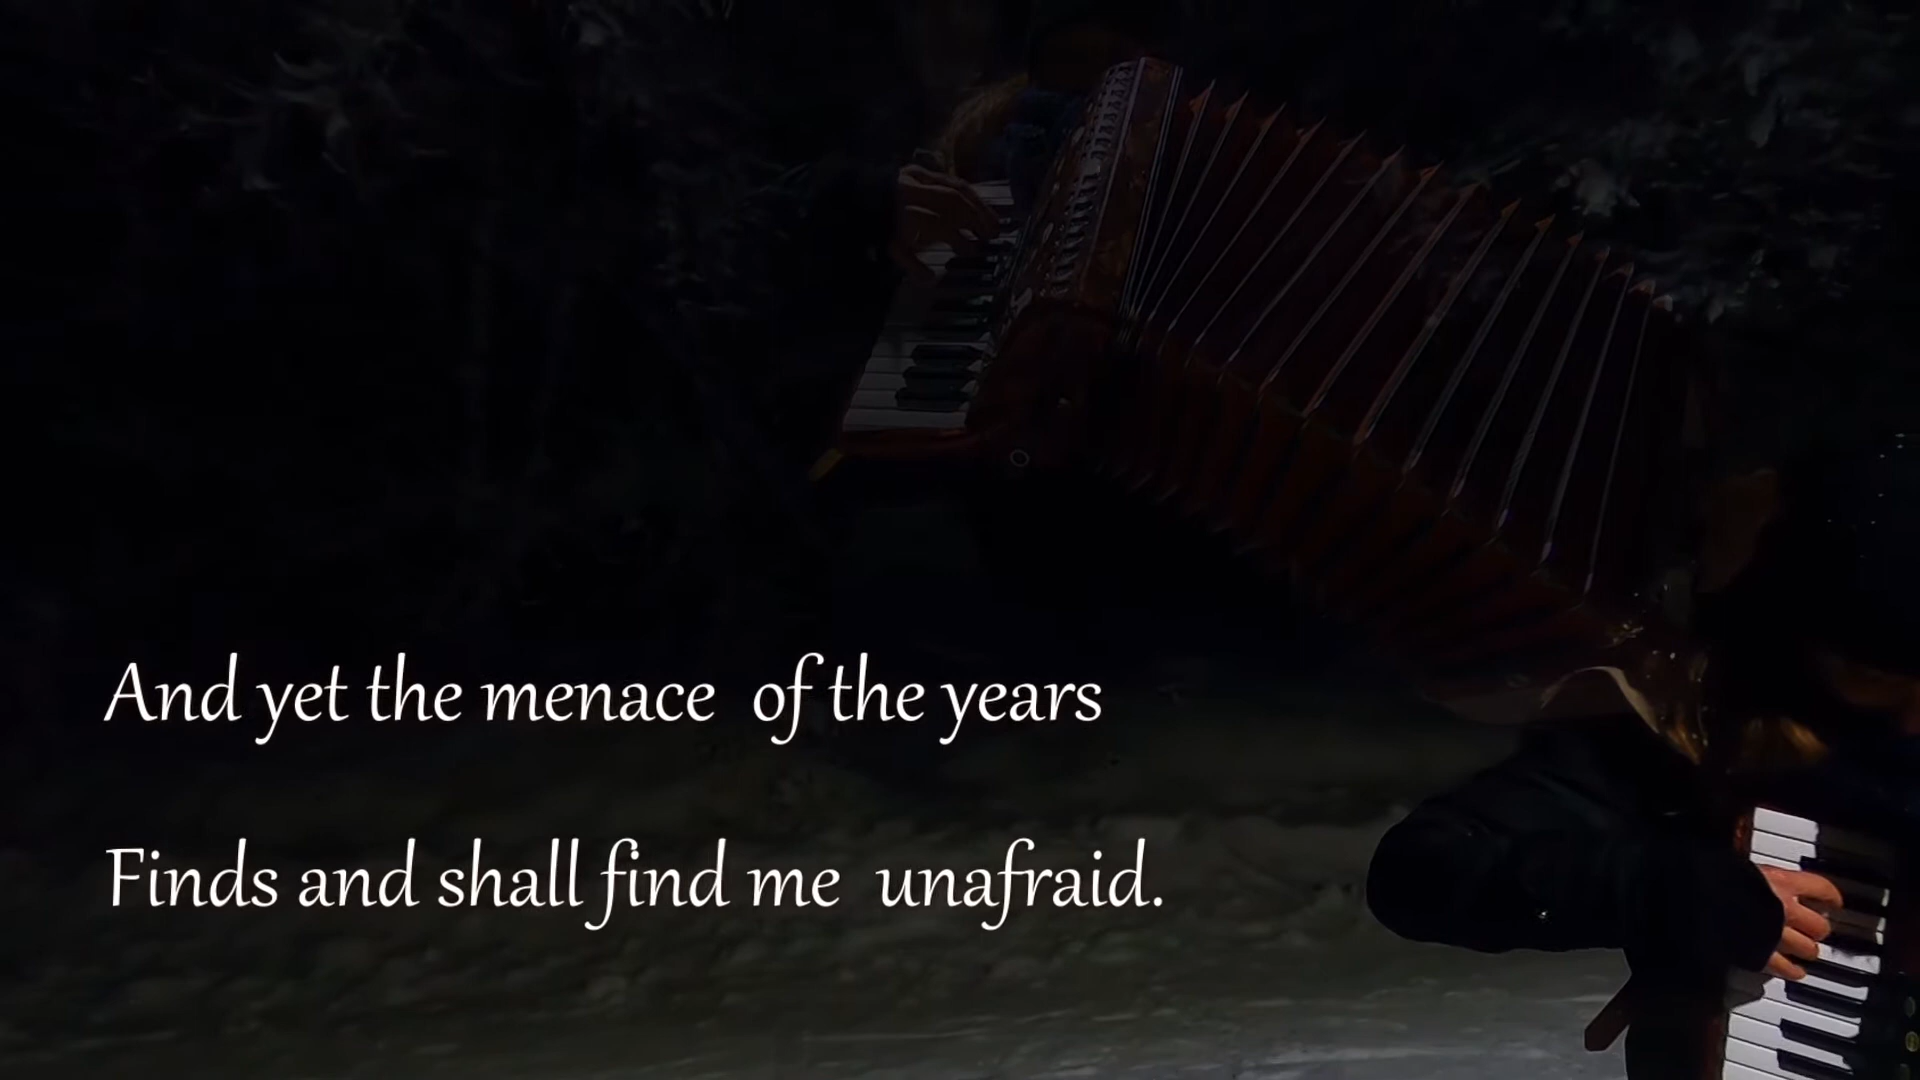 And yet the menace of the years
Finds and shall find me unafraid.